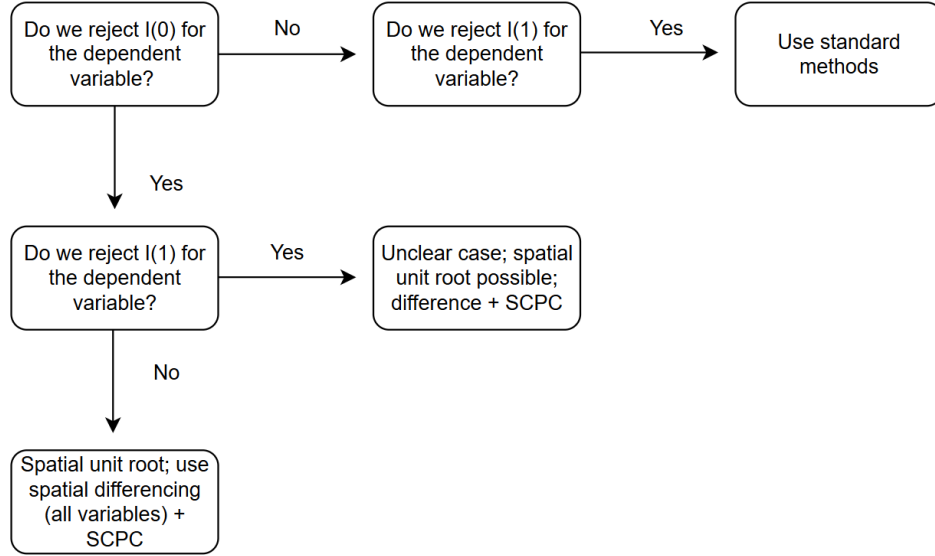 Do we reject I(0) for
the dependent
variable?
No
Do we reject I(1) for
the dependent
variable?
Yes
Use standard
methods
Yes
Do we reject I(1) for
the dependent
variable?
Yes
Unclear case; spatial
unit root possible;
difference + SCPC
No
Spatial unit root; use
spatial differencing
(all variables) +
SCPC